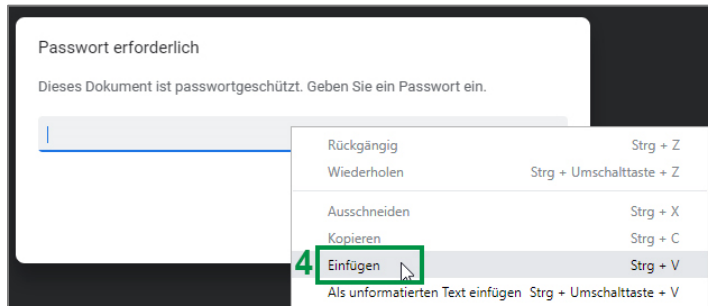 Passwort erforderlich
Dieses Dokument ist passwortgeschützt. Geben Sie ein Passwort ein.
Rückgängig Strg + Z
Wiederholen Strg + Umschalttaste + Z
Ausschneiden Strg + X
Kopieren Strg + C
4 Einfügen Strg + V
Als unformatierten Text einfügen Strg + Umschalttaste + V